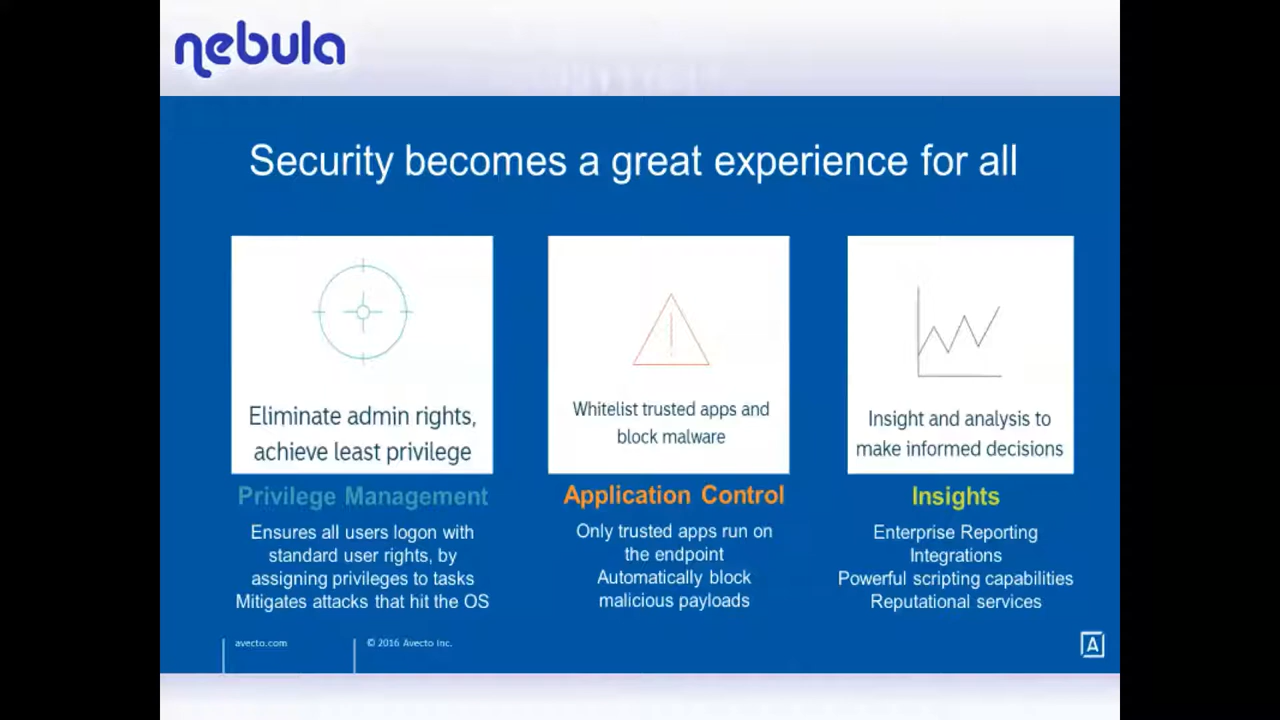 nebula
Security becomes a great experience for all
Eliminate admin rights,
achieve least privilege
Privilege Management
Ensures all users logon with
standard user rights, by
assigning privileges to tasks
Mitigates attacks that hit the OS
Whitelist trusted apps and
block malware
Application Control
Only trusted apps run on
the endpoint
Automatically block
malicious payloads
Insight and analysis to
make informed decisions
Insights
Enterprise Reporting
Integrations
Powerful scripting capabilities
Reputational services
avecto.com
© 2016 Avecto Inc.
A